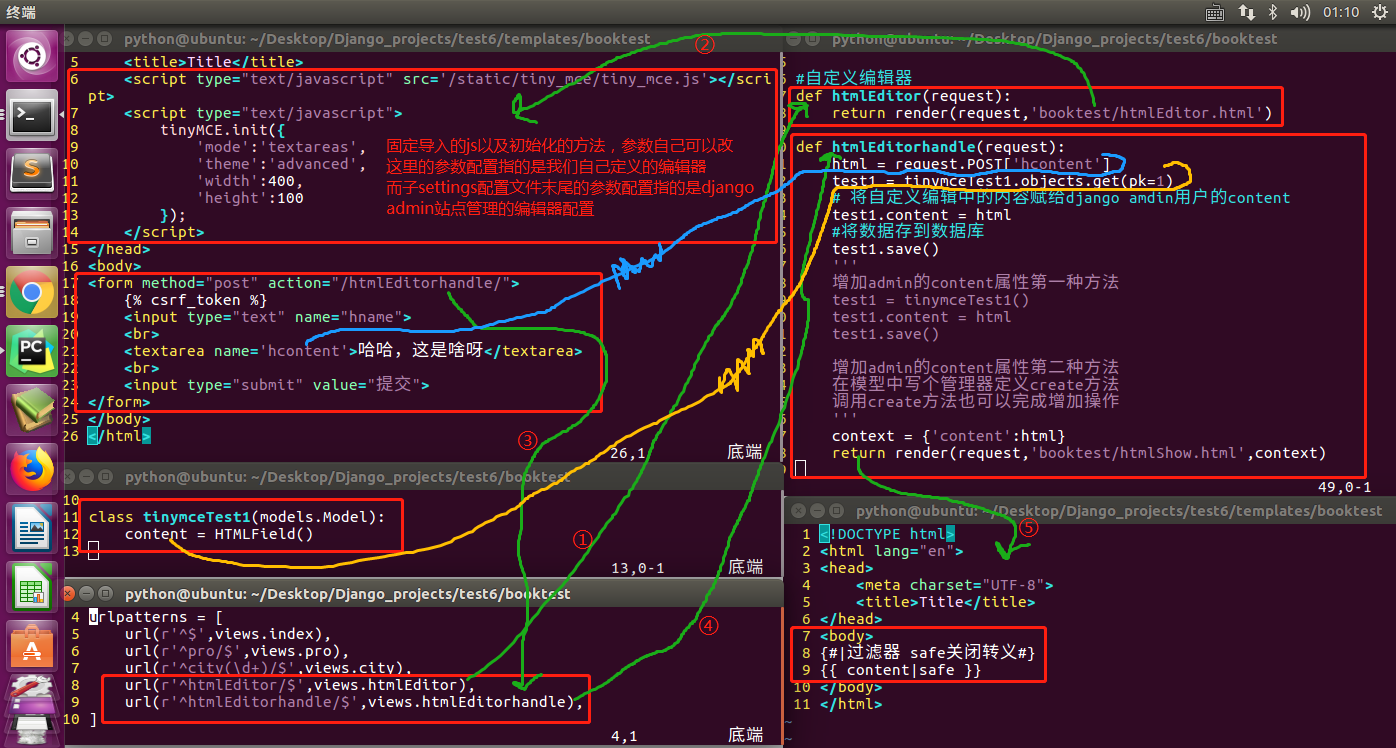 终端
01:10
python@ubuntu: ~/Desktop/Django_projects/test6/templates/booktest
5 <title>Title</title>
6 <script type="text/javascript" src='/static/tiny_mce/tiny_mce.js'></scri
pt>
7 <script type="text/javascript">
8 tinyMCE.init({
9 'mode':'textareas',
10 'theme':'advanced',
11 'width':400,
12 'height':100
13 });
14 </script>
15 </head>
16 <body>
17 <form method="post" action="/htmlEditorhandle/">
18 {% csrf_token %}
19 <input type="text" name="hname">
20 <br>
21 <textarea name='hcontent'>哈哈，这是啥呀</textarea>
22 <br>
23 <input type="submit" value="提交">
24 </form>
25 </body>
26 </html>
26,1 底端
固定导入的js以及初始化的方法，参数自己可以改
这里的参数配置指的是我们自己定义的编辑器
而子settings配置文件末尾的参数配置指的是django
admin站点管理的编辑器配置
python@ubuntu: ~/Desktop/Django_projects/test6/booktest
10
11 class tinymceTest1(models.Model):
12 content = HTMLField()
13
13,0-1 底端
python@ubuntu: ~/Desktop/Django_projects/test6/booktest
4 urlpatterns = [
5 url(r'^$',views.index),
6 url(r'^pro/$',views.pro),
7 url(r'^city(\d+)/$',views.city),
8 url(r'^htmlEditor/$',views.htmlEditor),
9 url(r'^htmlEditorhandle/$',views.htmlEditorhandle),
10 ]
4,1 底端
① ② ③ ④ ⑤
python@ubuntu: ~/Desktop/Django_projects/test6/booktest
#自定义编辑器
def htmlEditor(request):
return render(request,'booktest/htmlEditor.html')
def htmlEditorhandle(request):
html = request.POST['hcontent']
test1 = tinymceTest1.objects.get(pk=1)
# 将自定义编辑中的内容赋给django amdin用户的content
test1.content = html
#将数据存到数据库
test1.save()
'''
增加admin的content属性第一种方法
test1 = tinymceTest1()
test1.content = html
test1.save()
增加admin的content属性第二种方法
在模型中写个管理器定义create方法
调用create方法也可以完成增加操作
'''
context = {'content':html}
return render(request,'booktest/htmlShow.html',context)
49,0-1
python@ubuntu: ~/Desktop/Django_projects/test6/templates/booktest
1 <!DOCTYPE html>
2 <html lang="en">
3 <head>
4 <meta charset="UTF-8">
5 <title>Title</title>
6 </head>
7 <body>
8 {#|过滤器 safe关闭转义#}
9 {{ content|safe }}
10 </body>
11 </html>
~
~